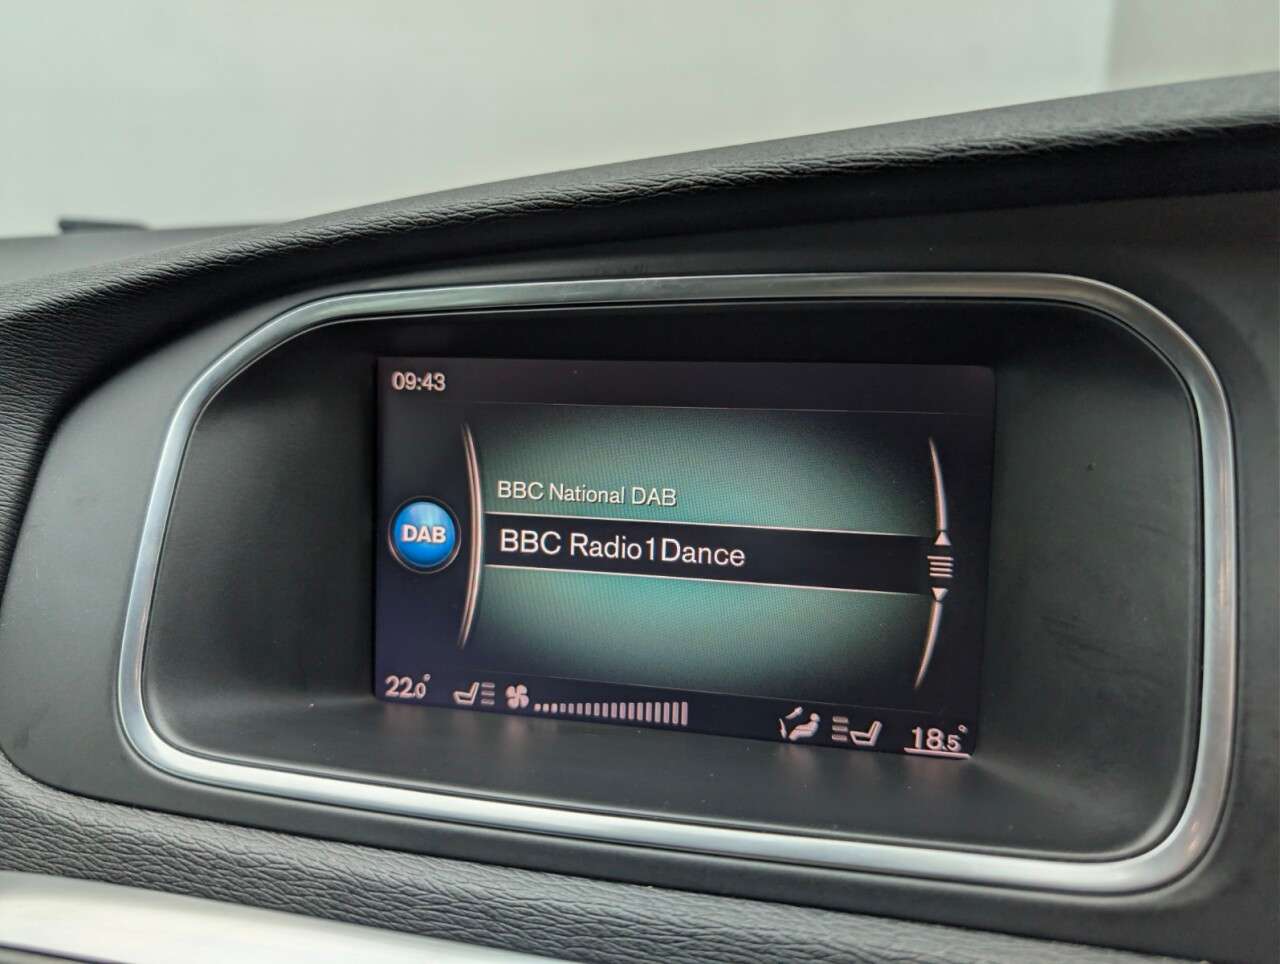 09:43
BBC National DAB
DAB
BBC Radio1Dance
22.0°
18.5°